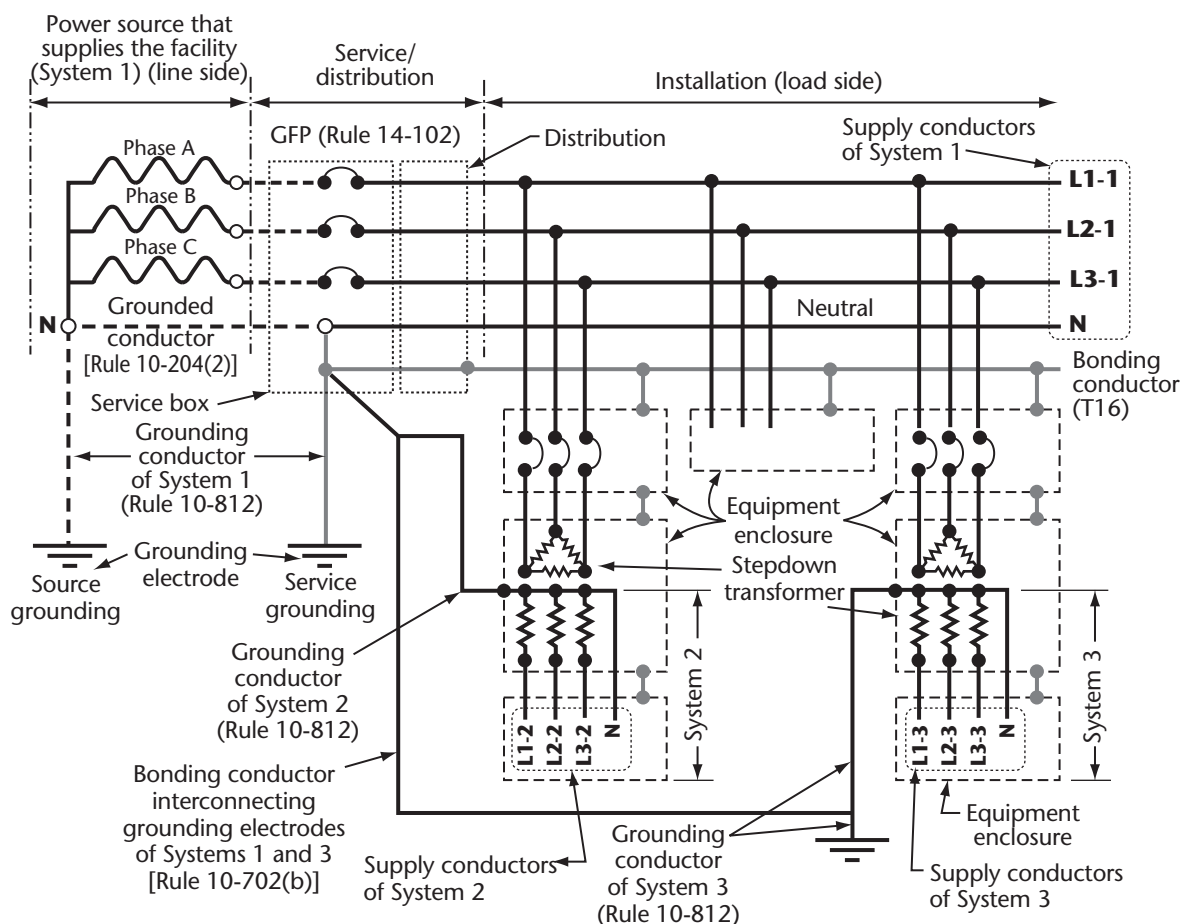 Power source that
supplies the facility
(System 1) (line side)
Service/
distribution
Installation (load side)
GFP (Rule 14-102)
Distribution
Supply conductors
of System 1
Phase A
L1-1
Phase B
L2-1
Phase C
L3-1
Grounded
conductor
[Rule 10-204(2)]
N
Neutral
N
Bonding
conductor
(T16)
Service box
Grounding
conductor
of System 1
(Rule 10-812)
Equipment
enclosure
Grounding
electrode
Source
grounding
Service
grounding
Stepdown
transformer
Grounding
conductor
of System 2
(Rule 10-812)
System 2
System 3
L1-2
L2-2
L3-2
N
L1-3
L2-3
L3-3
N
Bonding conductor
interconnecting
grounding electrodes
of Systems 1 and 3
[Rule 10-702(b)]
Supply conductors
of System 2
Grounding
conductor
of System 3
(Rule 10-812)
Equipment
enclosure
Supply conductors
of System 3